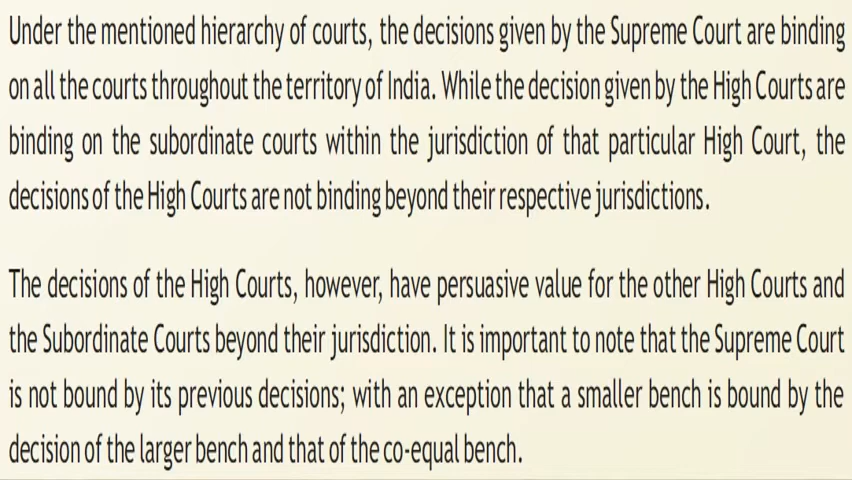 Under the mentioned hierarchy of courts, the decisions given by the Supreme Court are binding
on all the courts throughout the territory of India. While the decision given by the High Courts are
binding on the subordinate courts within the jurisdiction of that particular High Court, the
decisions of the High Courts are not binding beyond their respective jurisdictions.
The decisions of the High Courts, however, have persuasive value for the other High Courts and
the Subordinate Courts beyond their jurisdiction. It is important to note that the Supreme Court
is not bound by its previous decisions; with an exception that a smaller bench is bound by the
decision of the larger bench and that of the co-equal bench.